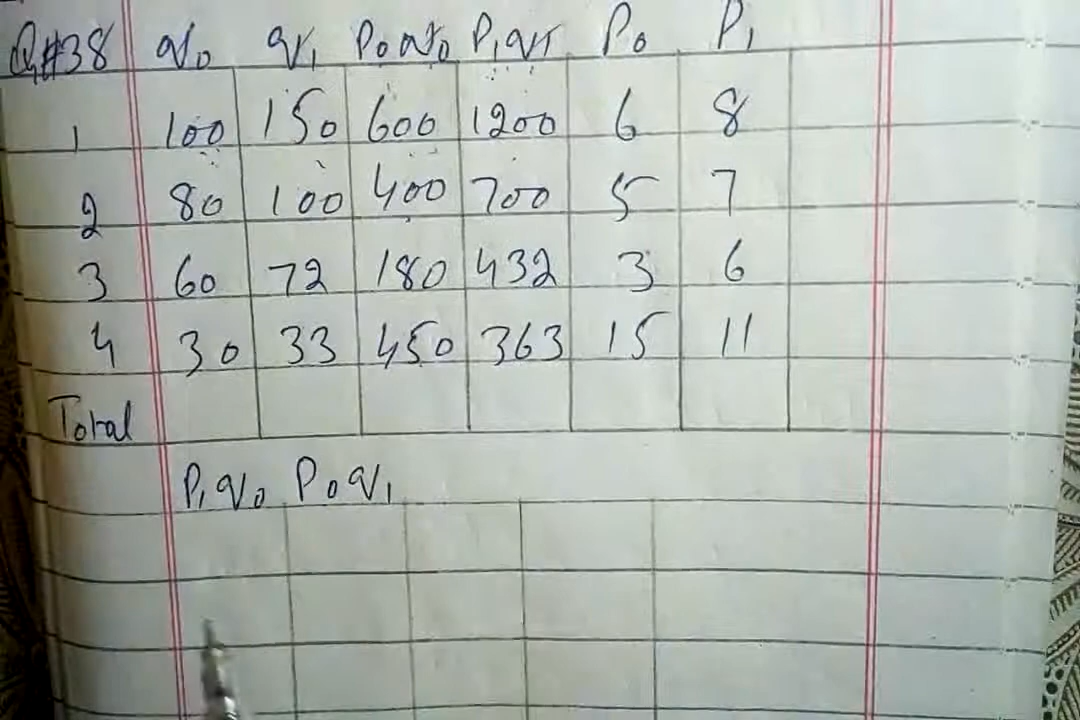 Q#38 q₀ q₁ P₀q₀ P₁q₁ P₀ P₁
1 100 150 600 1200 6 8
2 80 100 400 700 5 7
3 60 72 180 432 3 6
4 30 33 450 363 15 11
Total
P₁q₀ P₀q₁